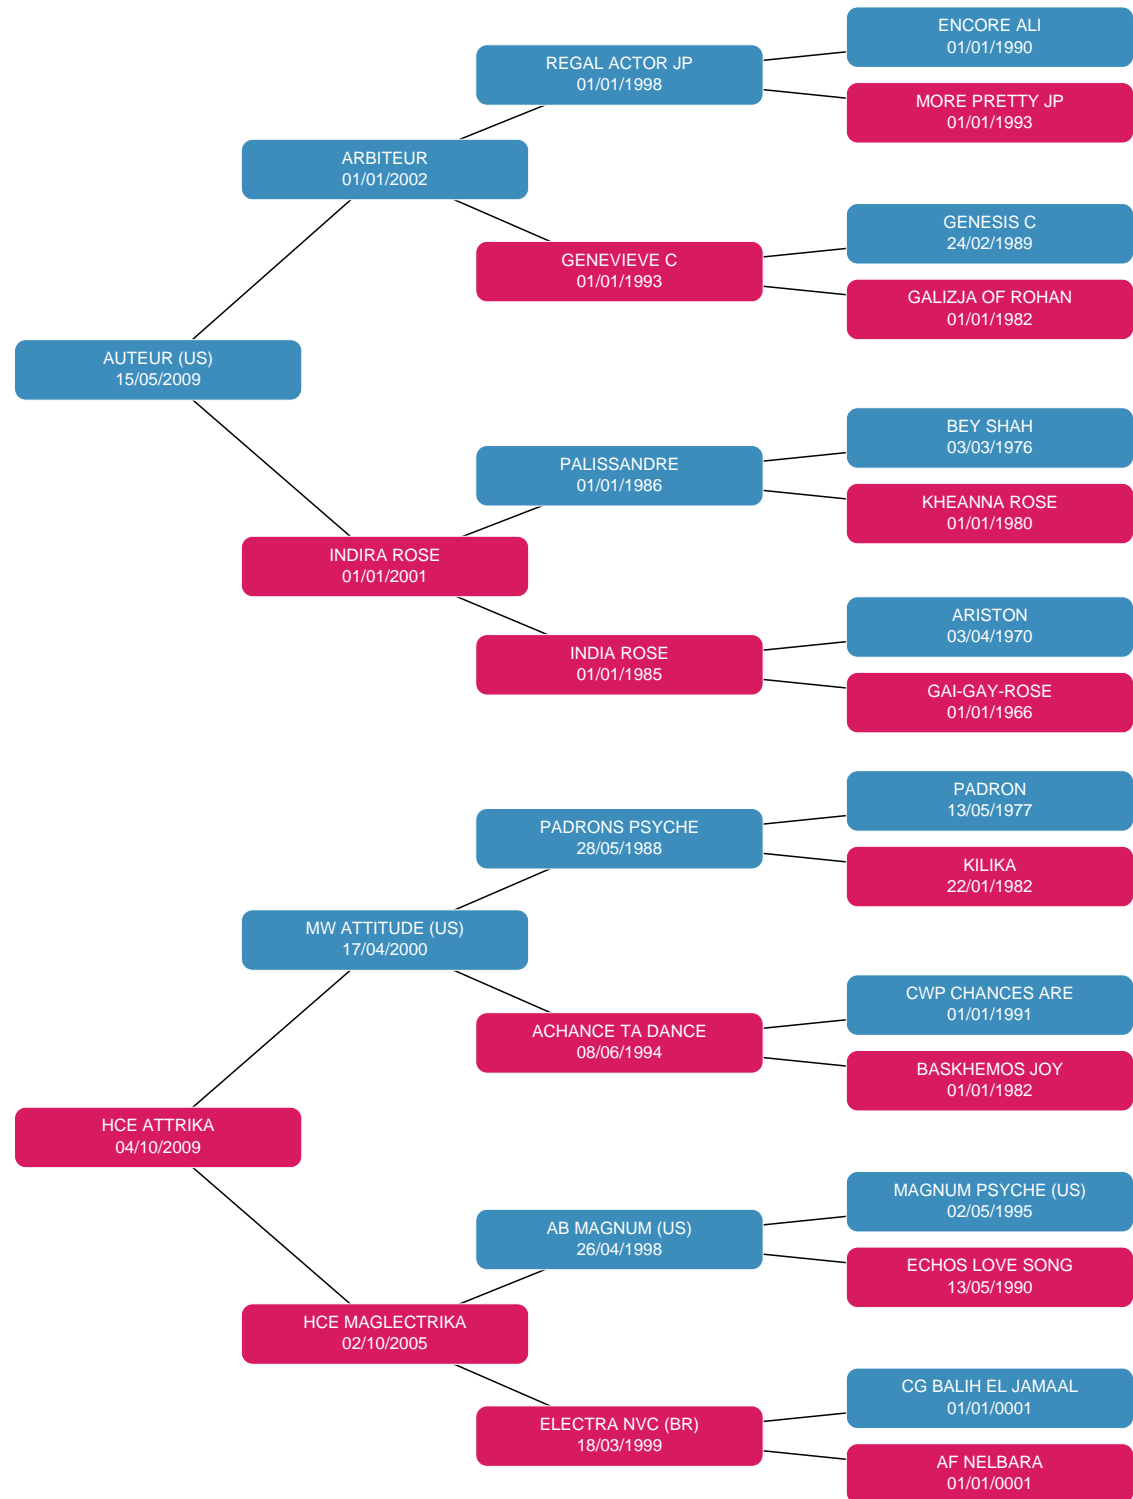 ENCORE ALI
01/01/1990
REGAL ACTOR JP
01/01/1998
MORE PRETTY JP
01/01/1993
ARBITEUR
01/01/2002
GENESIS C
24/02/1989
GENEVIEVE C
01/01/1993
GALIZJA OF ROHAN
01/01/1982
AUTEUR (US)
15/05/2009
BEY SHAH
03/03/1976
PALISSANDRE
01/01/1986
KHEANNA ROSE
01/01/1980
INDIRA ROSE
01/01/2001
ARISTON
03/04/1970
INDIA ROSE
01/01/1985
GAI-GAY-ROSE
01/01/1966
PADRON
13/05/1977
PADRONS PSYCHE
28/05/1988
KILIKA
22/01/1982
MW ATTITUDE (US)
17/04/2000
CWP CHANCES ARE
01/01/1991
ACHANCE TA DANCE
08/06/1994
BASKHEMOS JOY
01/01/1982
HCE ATTRIKA
04/10/2009
MAGNUM PSYCHE (US)
02/05/1995
AB MAGNUM (US)
26/04/1998
ECHOS LOVE SONG
13/05/1990
HCE MAGLECTRIKA
02/10/2005
CG BALIH EL JAMAAL
01/01/0001
ELECTRA NVC (BR)
18/03/1999
AF NELBARA
01/01/0001